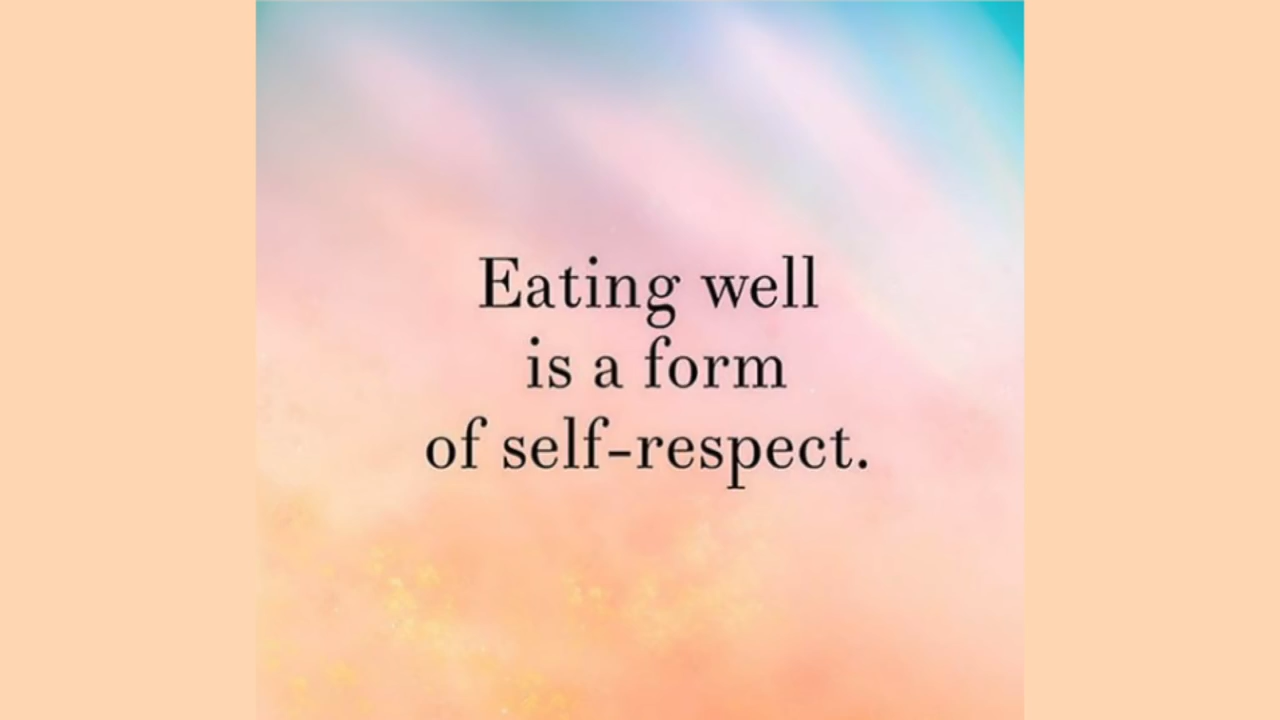 Eating well
is a form
of self-respect.